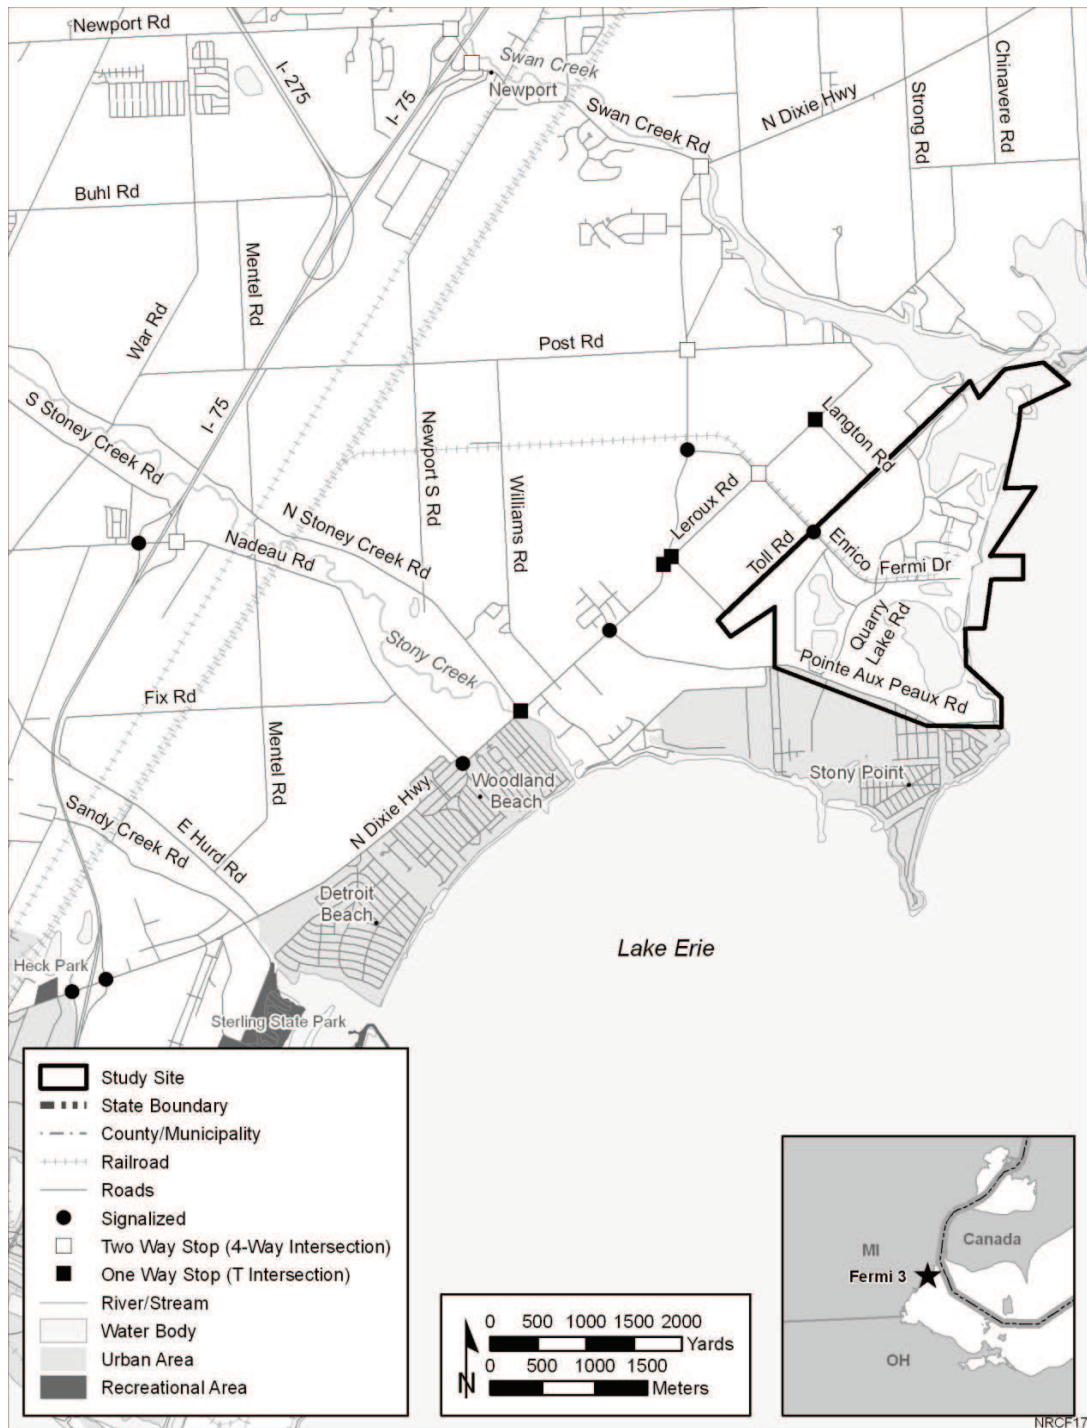 Newport Rd
I-275
I-75
Swan Creek
Newport
Swan Creek Rd
N Dixie Hwy
Strong Rd
Chinavere Rd
Buhl Rd
Mentel Rd
War Rd
Post Rd
I-75
S Stoney Creek Rd
N Stoney Creek Rd
Nadeau Rd
Newport S Rd
Williams Rd
Leroux Rd
Langton Rd
Toll Rd
Enrico
Fermi Dr
Quarry
Lake Rd
Pointe Aux Peaux Rd
Stony Creek
Fix Rd
Mentel Rd
Stony Point
Woodland
Beach
N Dixie Hwy
Sandy Creek Rd
E Hurd Rd
Detroit
Beach
Lake Erie
Heck Park
Sterling State Park
Study Site
State Boundary
County/Municipality
Railroad
Roads
Signalized
Two Way Stop (4-Way Intersection)
One Way Stop (T Intersection)
River/Stream
Water Body
Urban Area
Recreational Area
N
0 500 1000 1500 2000
Yards
0 500 1000 1500
Meters
MI
Canada
Fermi 3
OH
NRCF17